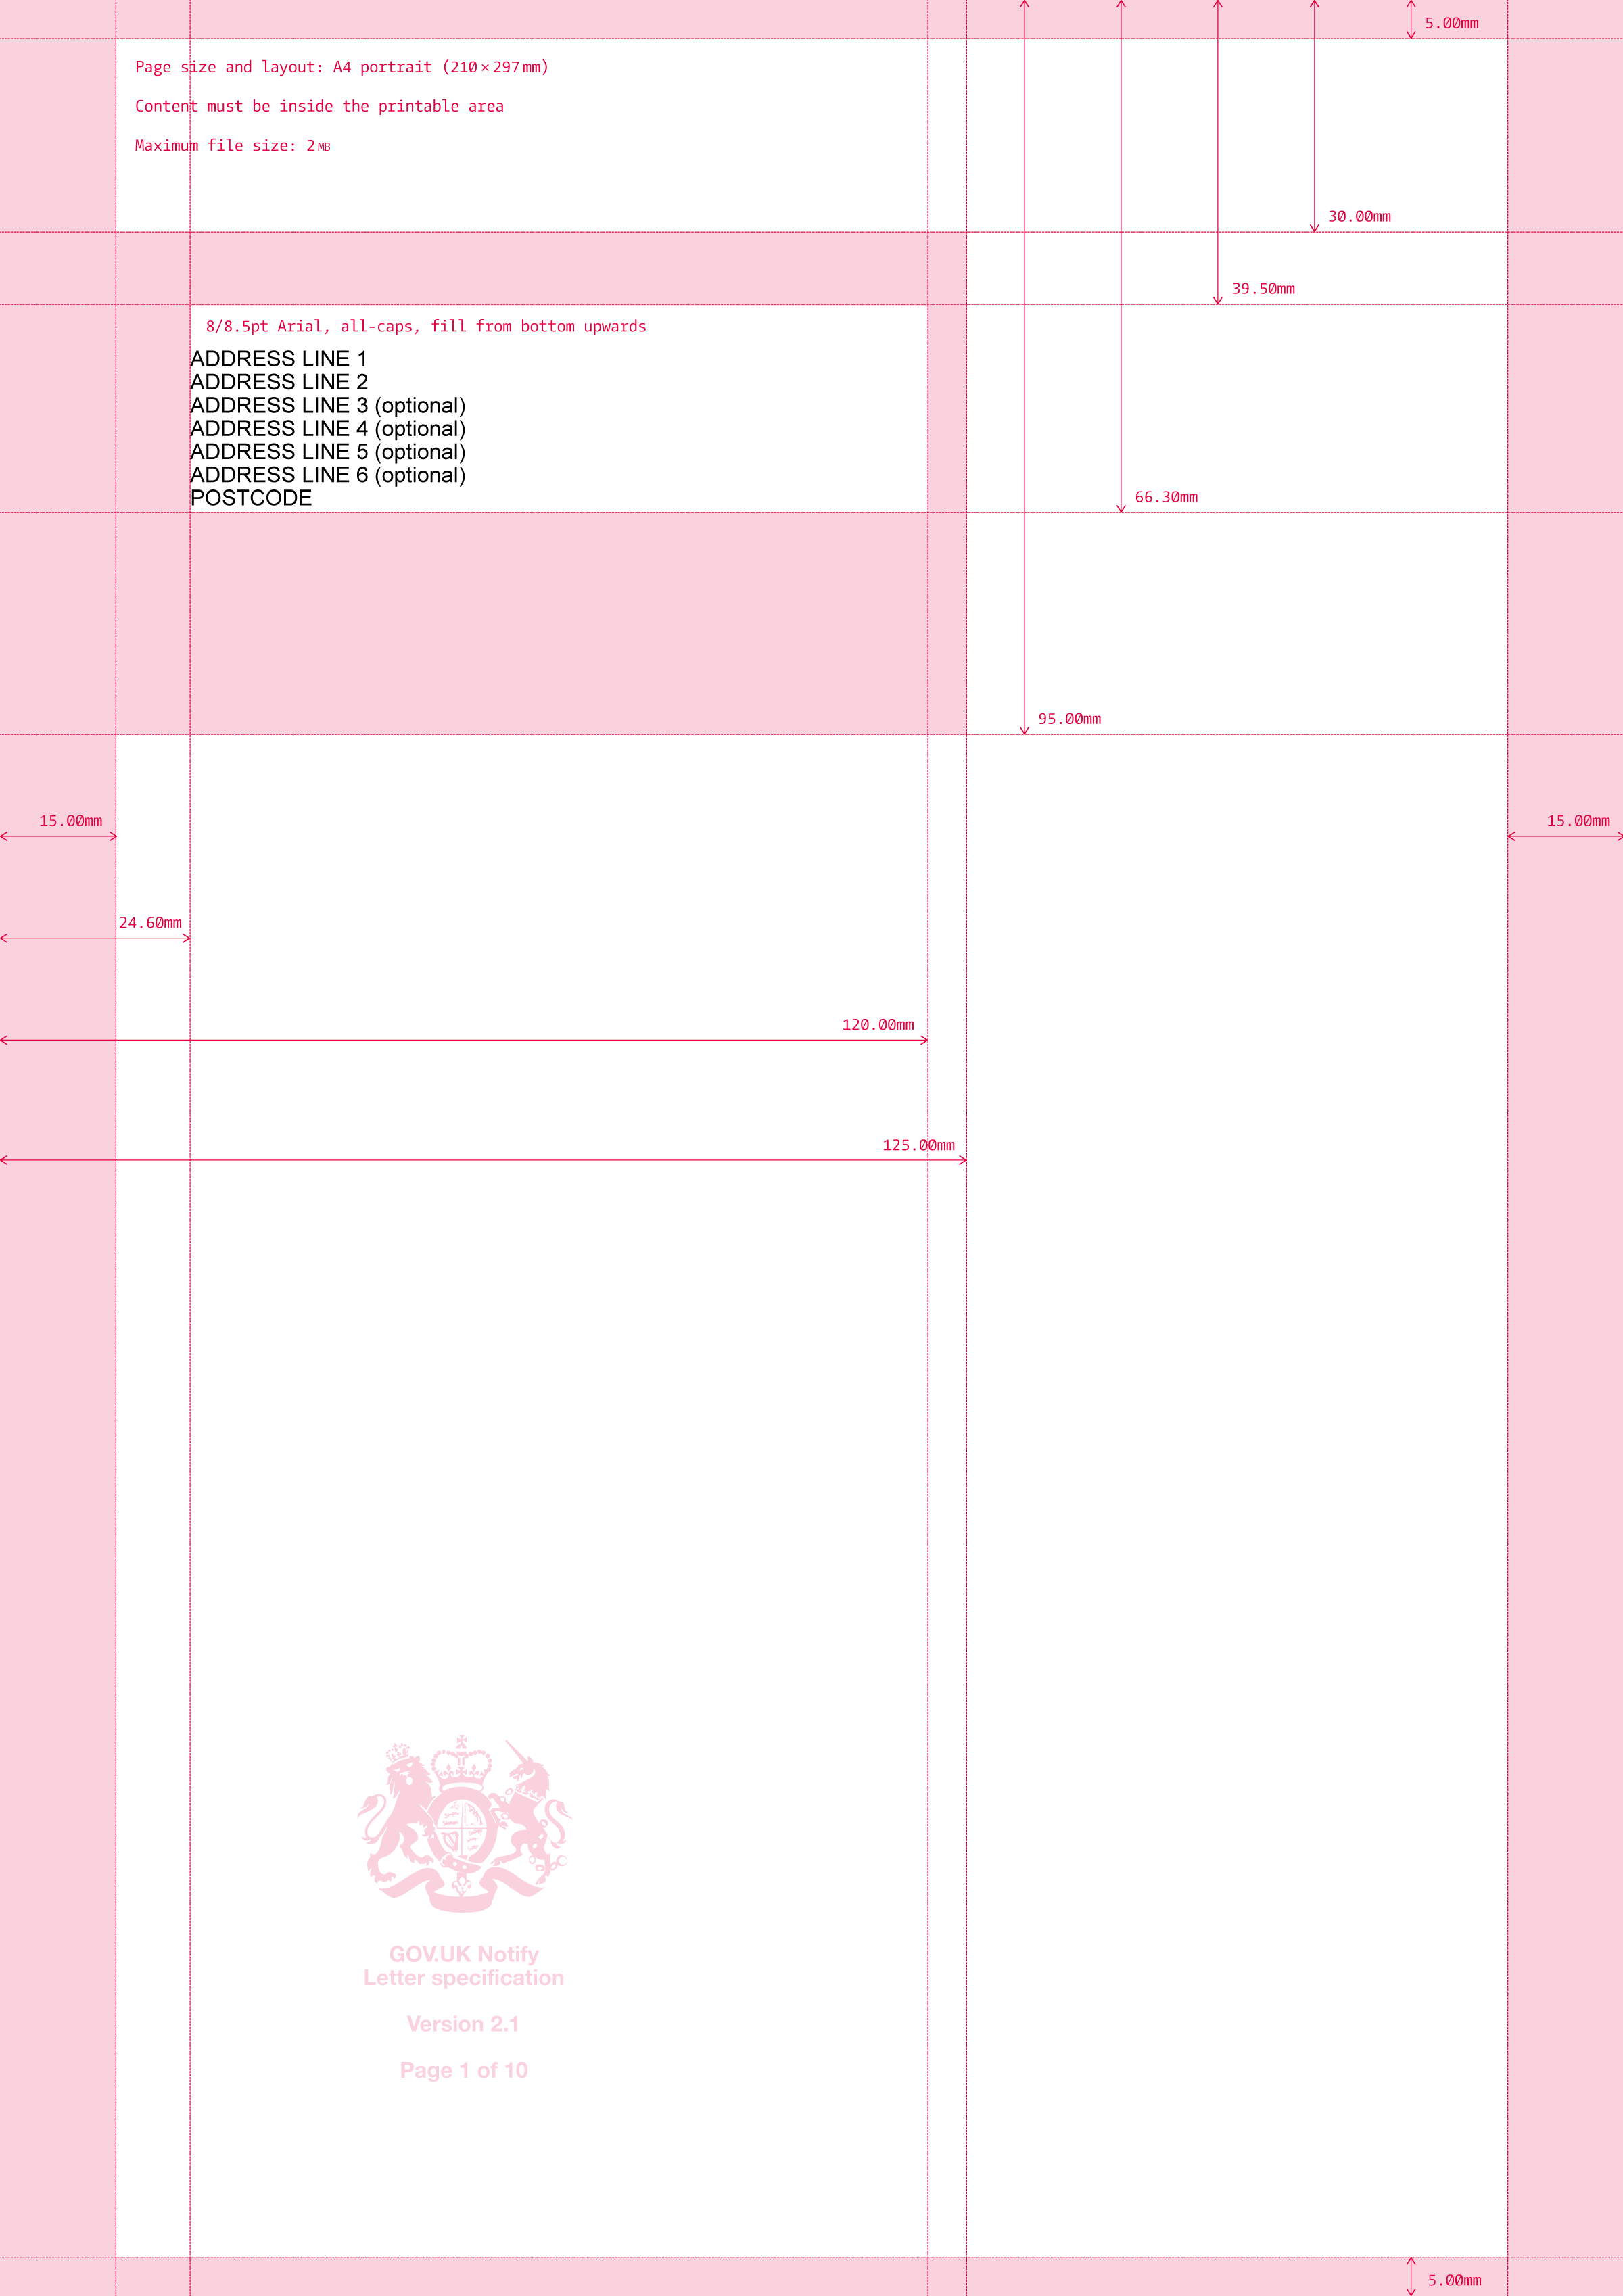 5.00mm
Page size and layout: A4 portrait (210 × 297 mm)
Content must be inside the printable area
Maximum file size: 2 MB
30.00mm
39.50mm
8/8.5pt Arial, all-caps, fill from bottom upwards
ADDRESS LINE 1
ADDRESS LINE 2
ADDRESS LINE 3 (optional)
ADDRESS LINE 4 (optional)
ADDRESS LINE 5 (optional)
ADDRESS LINE 6 (optional)
POSTCODE
66.30mm
95.00mm
15.00mm
15.00mm
24.60mm
120.00mm
125.00mm
GOV.UK Notify
Letter specification
Version 2.1
Page 1 of 10
5.00mm